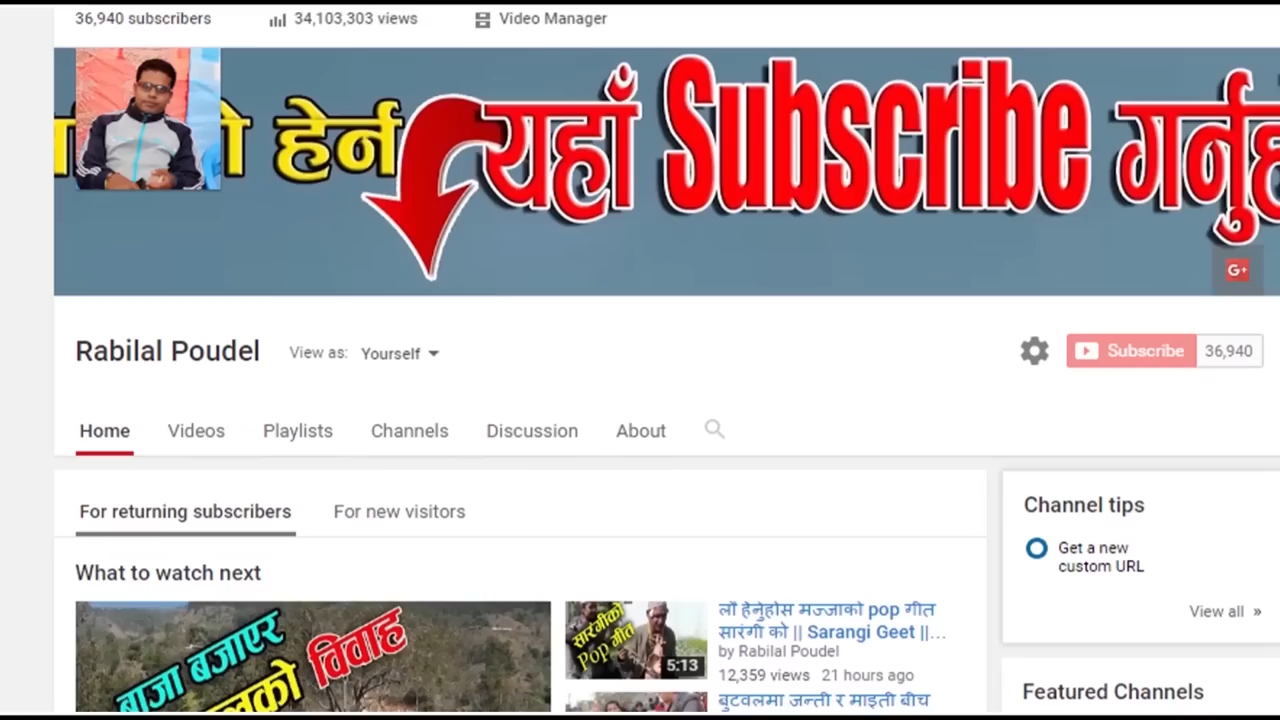 36,940 subscribers
34,103,303 views
Video Manager
हेर्न यहाँ Subscribe
Rabilal Poudel
View as: Yourself
Subscribe 36,940
Home Videos Playlists Channels Discussion About
For returning subscribers For new visitors
What to watch next
बाजा बजाएर
विवाह
सारंगीको
Pop गीत
5:13
लौ हेर्नुहोस मज्जाको pop गीत
सारंगी को || Sarangi Geet ||...
by Rabilal Poudel
12,359 views 21 hours ago
बुटवलमा जन्ती र माइती बीच
Channel tips
Get a new
custom URL
View all »
Featured Channels